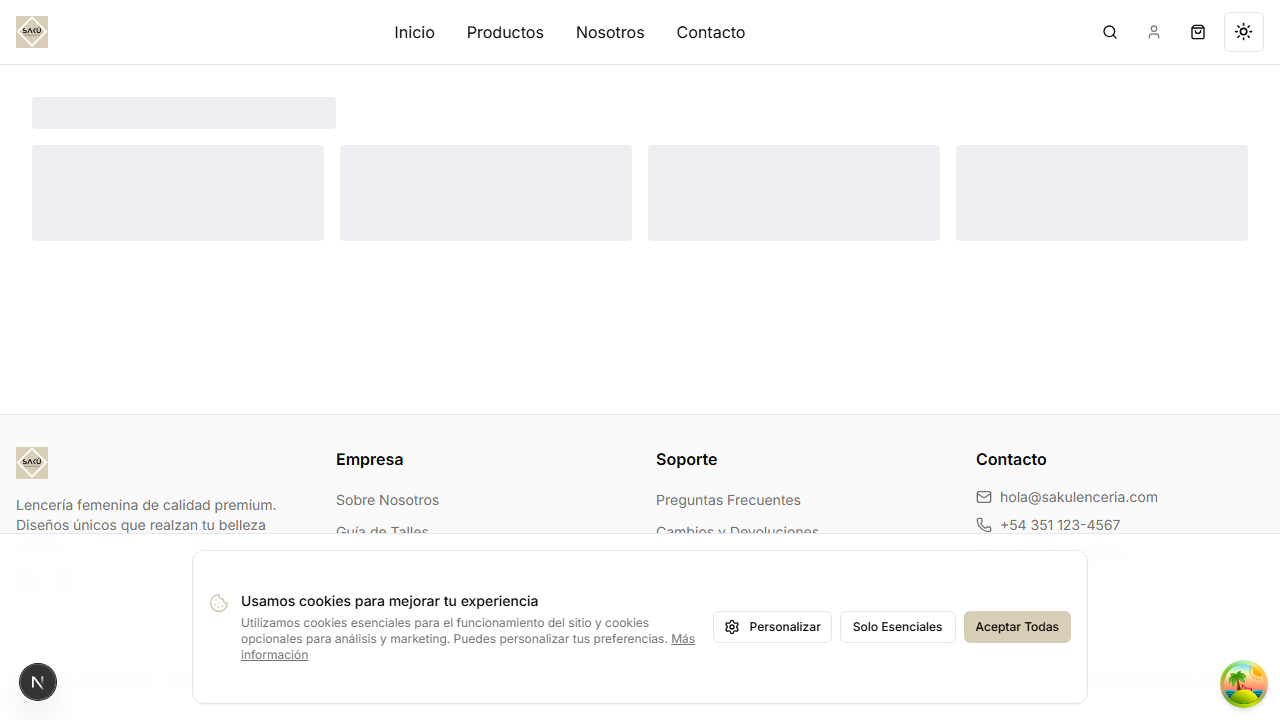 SAKÚ
Inicio
Productos
Nosotros
Contacto
SAKÚ
Lencería femenina de calidad premium.
Diseños únicos que realzan tu belleza
Empresa
Sobre Nosotros
Guía de Talles
Soporte
Preguntas Frecuentes
Cambios y Devoluciones
Contacto
hola@sakulenceria.com
+54 351 123-4567
Usamos cookies para mejorar tu experiencia
Utilizamos cookies esenciales para el funcionamiento del sitio y cookies
opcionales para análisis y marketing. Puedes personalizar tus preferencias. Más
información
Personalizar
Solo Esenciales
Aceptar Todas
N